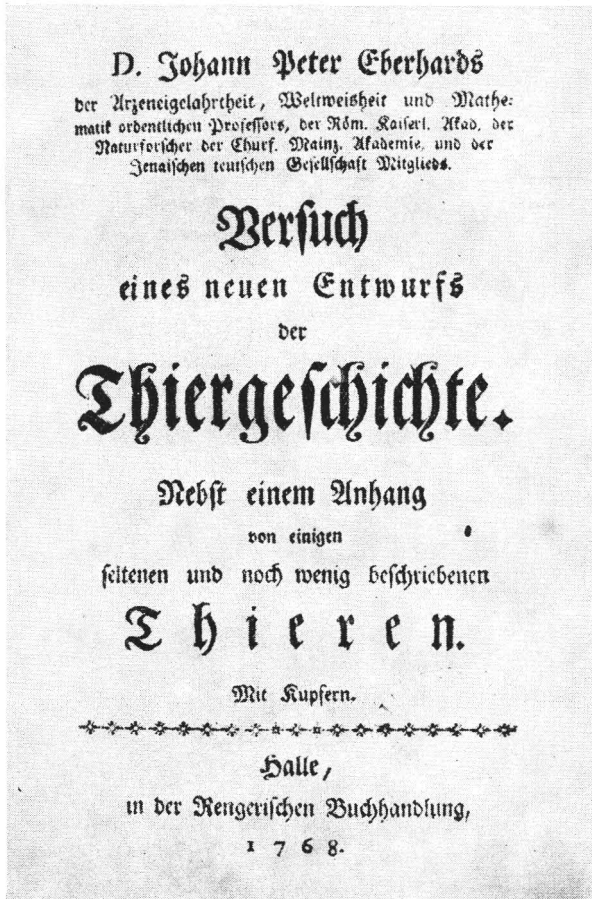 D. Johann Peter Eberhards
der Arzeneigelahrtheit, Weltweisheit und Mathe⸗
matik ordentlichen Professors, der Röm. Kaiserl. Akad. der
Naturforscher der Churf. Mainz. Akademie, und der
Jenaischen teutschen Gesellschaft Mitglieds.
Versuch
eines neuen Entwurfs
der
Thiergeschichte.
Nebst einem Anhang
von einigen
seltenen und noch wenig beschriebenen
Thieren.
Mit Kupfern.
Halle,
in der Rengerischen Buchhandlung,
1768.